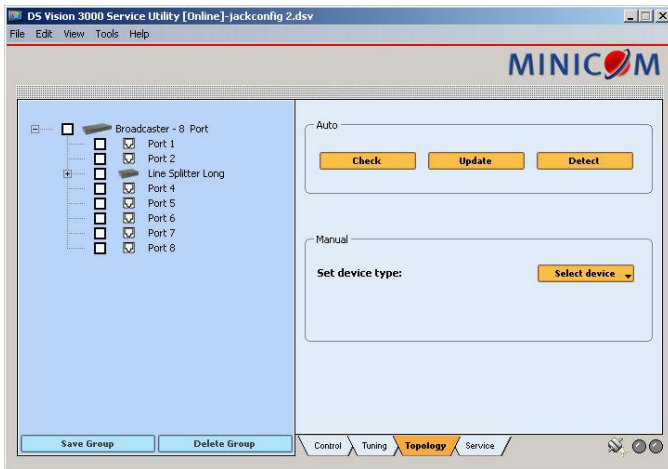 DS Vision 3000 Service Utility [Online]-jackconfig 2.dsv
File Edit View Tools Help
MINICOM
Broadcaster - 8 Port
Port 1
Port 2
Line Splitter Long
Port 4
Port 5
Port 6
Port 7
Port 8
Save Group Delete Group
Auto
Check Update Detect
Manual
Set device type: Select device
Control Tuning Topology Service